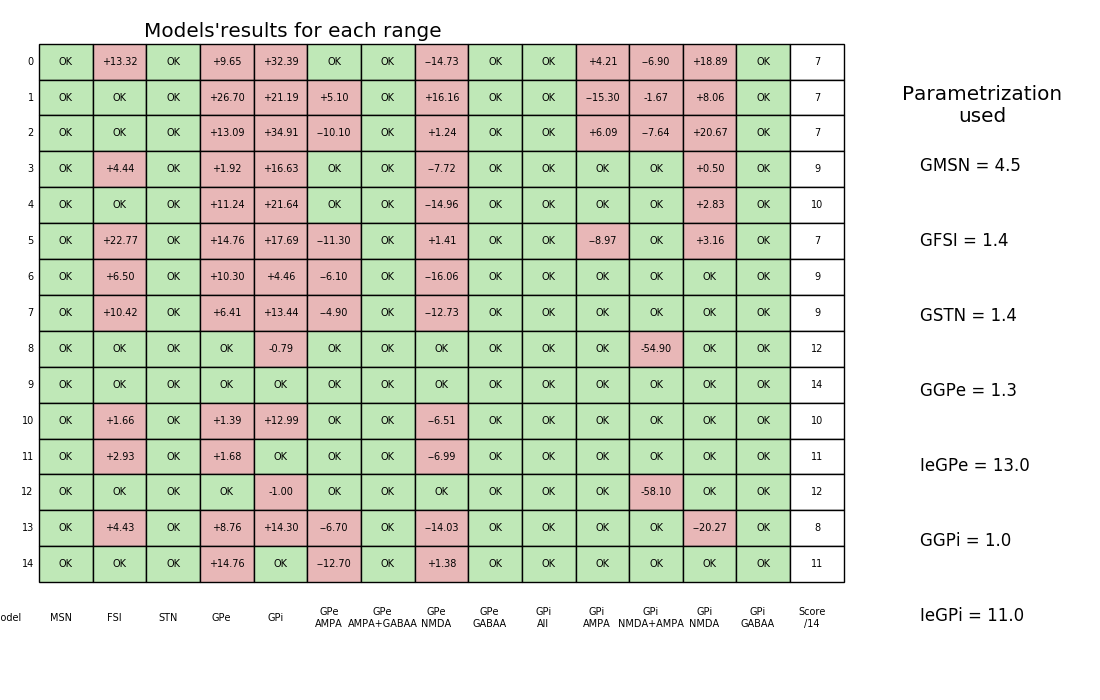 Models'results for each range
0 OK +13.32 OK +9.65 +32.39 OK OK −14.73 OK OK +4.21 −6.90 +18.89 OK 7
1 OK OK OK +26.70 +21.19 +5.10 OK +16.16 OK OK −15.30 -1.67 +8.06 OK 7
2 OK OK OK +13.09 +34.91 −10.10 OK +1.24 OK OK +6.09 −7.64 +20.67 OK 7
3 OK +4.44 OK +1.92 +16.63 OK OK −7.72 OK OK OK OK +0.50 OK 9
4 OK OK OK +11.24 +21.64 OK OK −14.96 OK OK OK OK +2.83 OK 10
5 OK +22.77 OK +14.76 +17.69 −11.30 OK +1.41 OK OK −8.97 OK +3.16 OK 7
6 OK +6.50 OK +10.30 +4.46 −6.10 OK −16.06 OK OK OK OK OK OK 9
7 OK +10.42 OK +6.41 +13.44 −4.90 OK −12.73 OK OK OK OK OK OK 9
8 OK OK OK OK -0.79 OK OK OK OK OK OK -54.90 OK OK 12
9 OK OK OK OK OK OK OK OK OK OK OK OK OK OK 14
10 OK +1.66 OK +1.39 +12.99 OK OK −6.51 OK OK OK OK OK OK 10
11 OK +2.93 OK +1.68 OK OK OK −6.99 OK OK OK OK OK OK 11
12 OK OK OK OK -1.00 OK OK OK OK OK OK -58.10 OK OK 12
13 OK +4.43 OK +8.76 +14.30 −6.70 OK −14.03 OK OK OK OK −20.27 OK 8
14 OK OK OK +14.76 OK −12.70 OK +1.38 OK OK OK OK OK OK 11
odel MSN FSI STN GPe GPi GPe GPe GPe GPe GPi GPi GPi GPi GPi Score
AMPA AMPA+GABAA NMDA GABAA All AMPA NMDA+AMPA NMDA GABAA /14
Parametrization
used
GMSN = 4.5
GFSI = 1.4
GSTN = 1.4
GGPe = 1.3
IeGPe = 13.0
GGPi = 1.0
IeGPi = 11.0